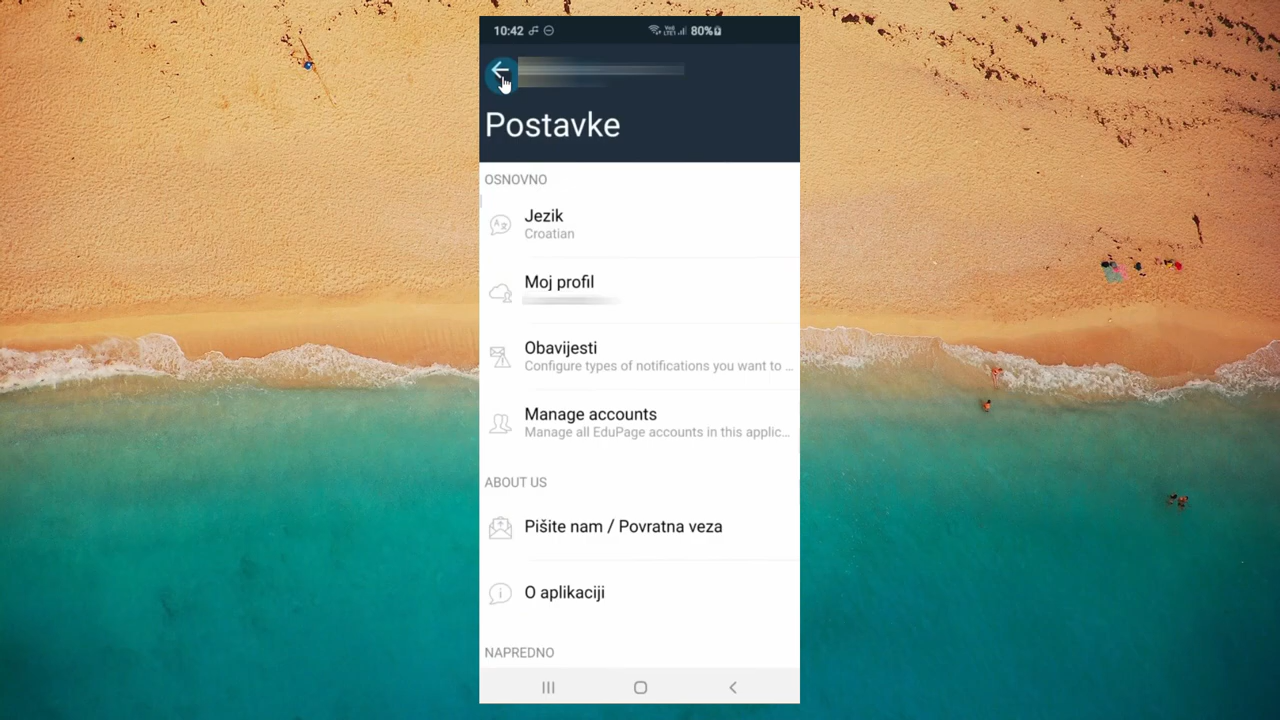 10:42
80%
Postavke
OSNOVNO
Jezik
Croatian
Moj profil
Obavijesti
Configure types of notifications you want to ...
Manage accounts
Manage all EduPage accounts in this applic...
ABOUT US
Pišite nam / Povratna veza
O aplikaciji
NAPREDNO